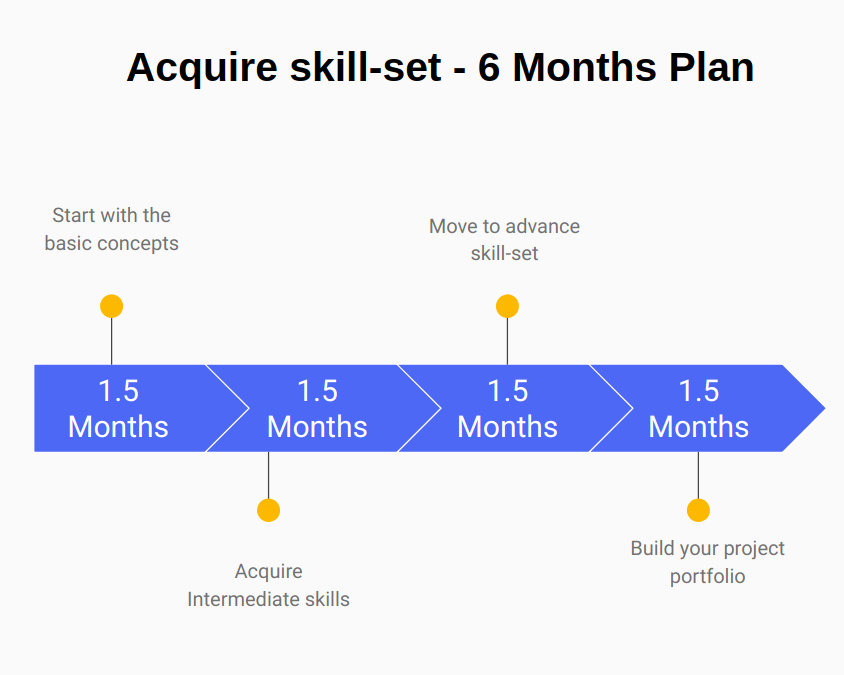 Acquire skill-set - 6 Months Plan
Start with the
basic concepts
Move to advance
skill-set
1.5
Months
1.5
Months
1.5
Months
1.5
Months
Acquire
Intermediate skills
Build your project
portfolio